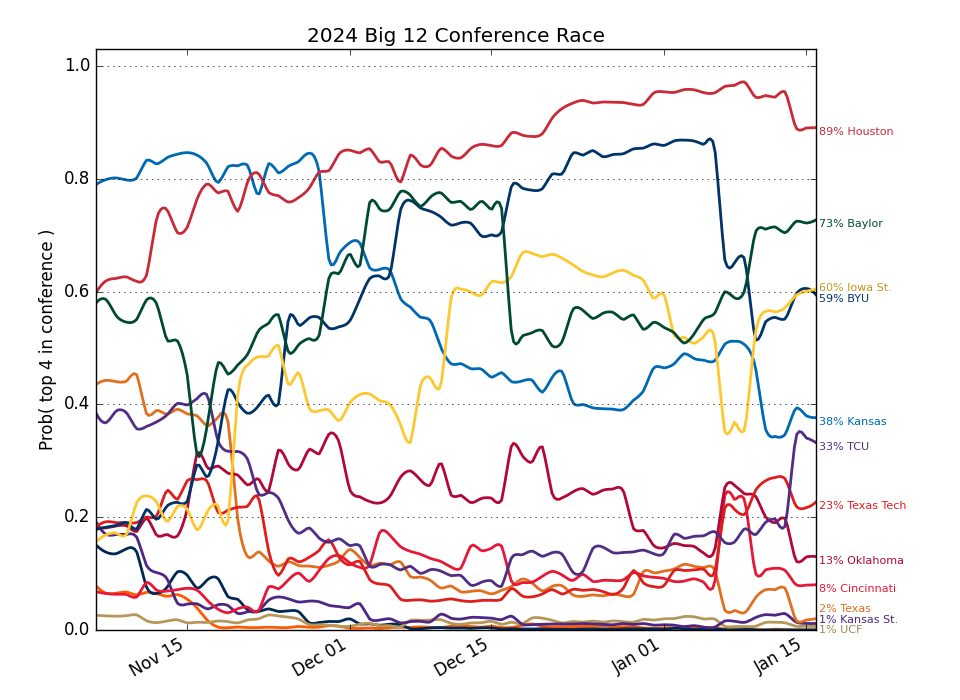 2024 Big 12 Conference Race
Prob( top 4 in conference )
1.0
0.8
0.6
0.4
0.2
0.0
Nov 15
Dec 01
Dec 15
Jan 01
Jan 15
89% Houston
73% Baylor
60% Iowa St.
59% BYU
38% Kansas
33% TCU
23% Texas Tech
13% Oklahoma
8% Cincinnati
2% Texas
1% Kansas St.
1% UCF